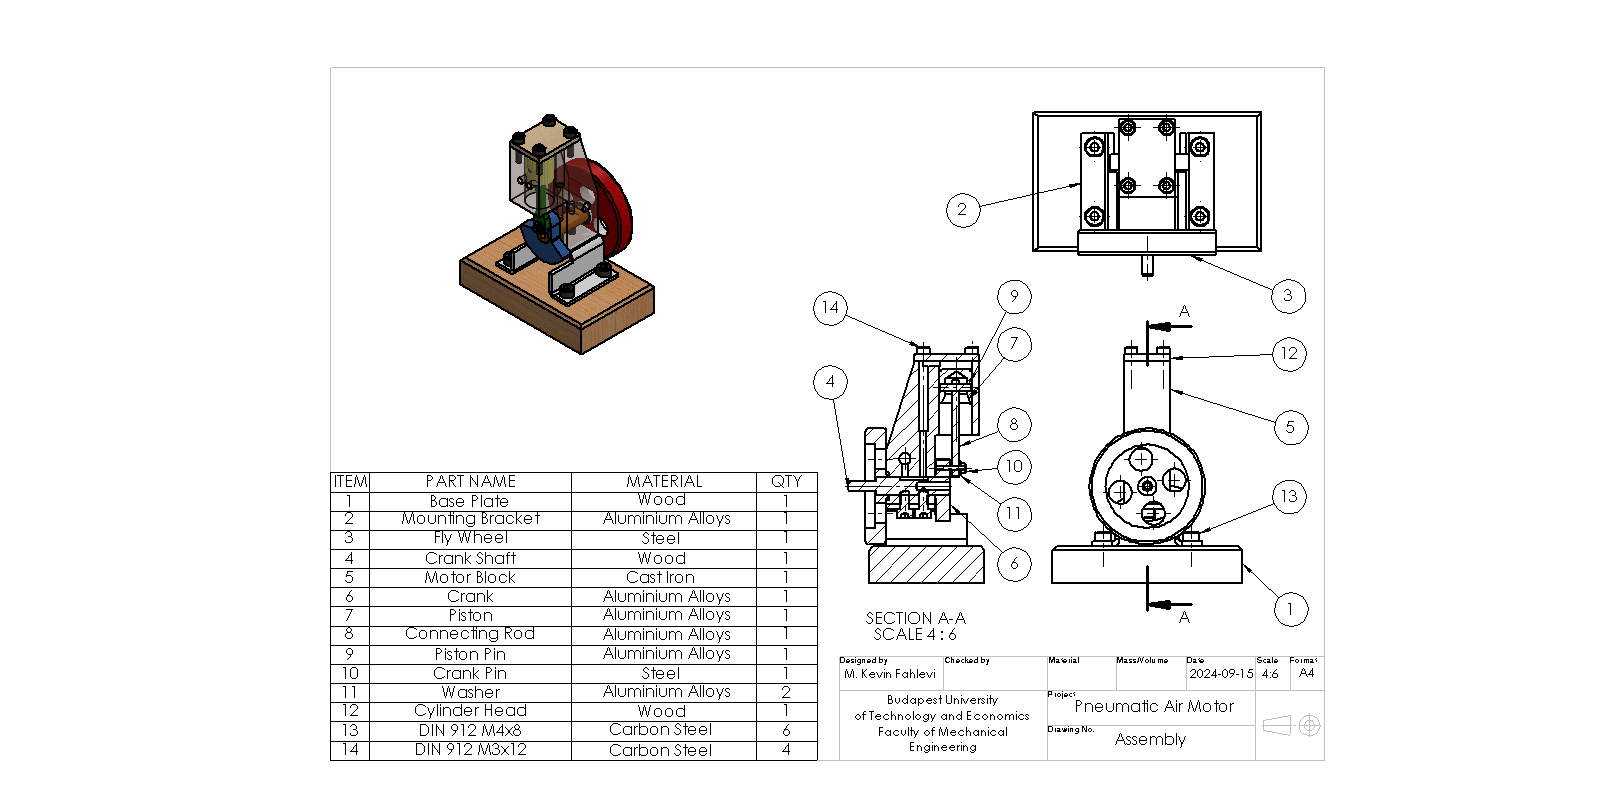 2
3
A
14
9
7
4
12
5
8
10
13
11
6
1
A
SECTION A-A
SCALE 4 : 6
ITEM PART NAME MATERIAL QTY
1 Base Plate Wood 1
2 Mounting Bracket Aluminium Alloys 1
3 Fly Wheel Steel 1
4 Crank Shaft Wood 1
5 Motor Block Cast Iron 1
6 Crank Aluminium Alloys 1
7 Piston Aluminium Alloys 1
8 Connecting Rod Aluminium Alloys 1
9 Piston Pin Aluminium Alloys 1
10 Crank Pin Steel 1
11 Washer Aluminium Alloys 2
12 Cylinder Head Wood 1
13 DIN 912 M4x8 Carbon Steel 6
14 DIN 912 M3x12 Carbon Steel 4
Designed by Checked by Material Mass/Volume Date Scale Format
M. Kevin Fahlevi 2024-09-15 4:6 A4
Budapest University
of Technology and Economics
Faculty of Mechanical
Engineering
Project
Pneumatic Air Motor
Drawing No.
Assembly